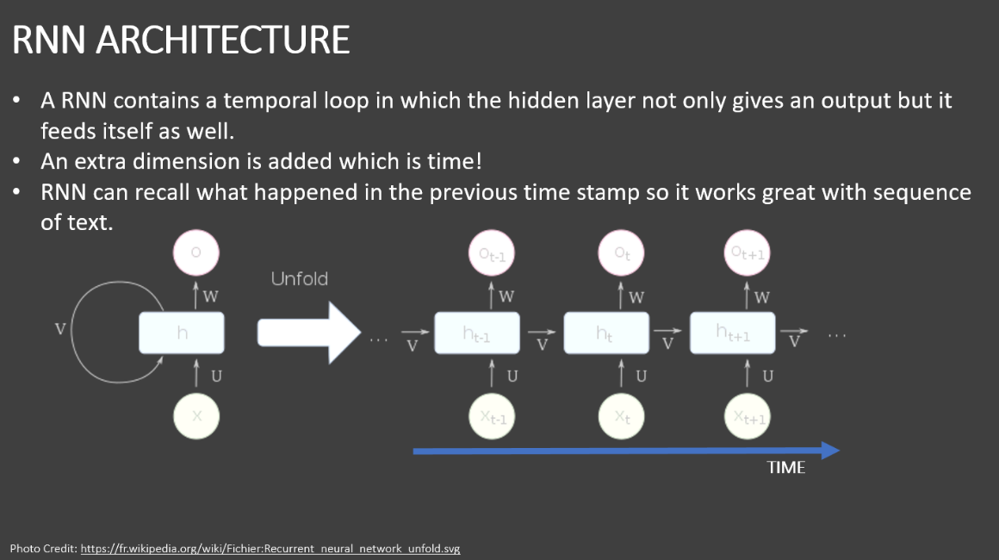 RNN ARCHITECTURE
• A RNN contains a temporal loop in which the hidden layer not only gives an output but it
feeds itself as well.
• An extra dimension is added which is time!
• RNN can recall what happened in the previous time stamp so it works great with sequence
of text.
o
W
V
h
U
x
Unfold
o_{t-1} o_t o_{t+1}
W W W
... V h_{t-1} V h_t V h_{t+1} V ...
U U U
x_{t-1} x_t x_{t+1}
TIME
Photo Credit: https://fr.wikipedia.org/wiki/Fichier:Recurrent_neural_network_unfold.svg